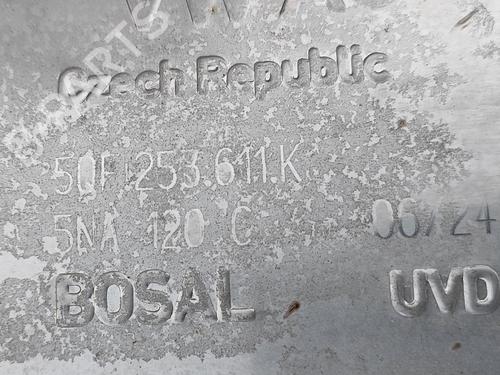 Czech Republic
5QF.253.611.K
5NA 120 C 06/24
BOSAL UVD